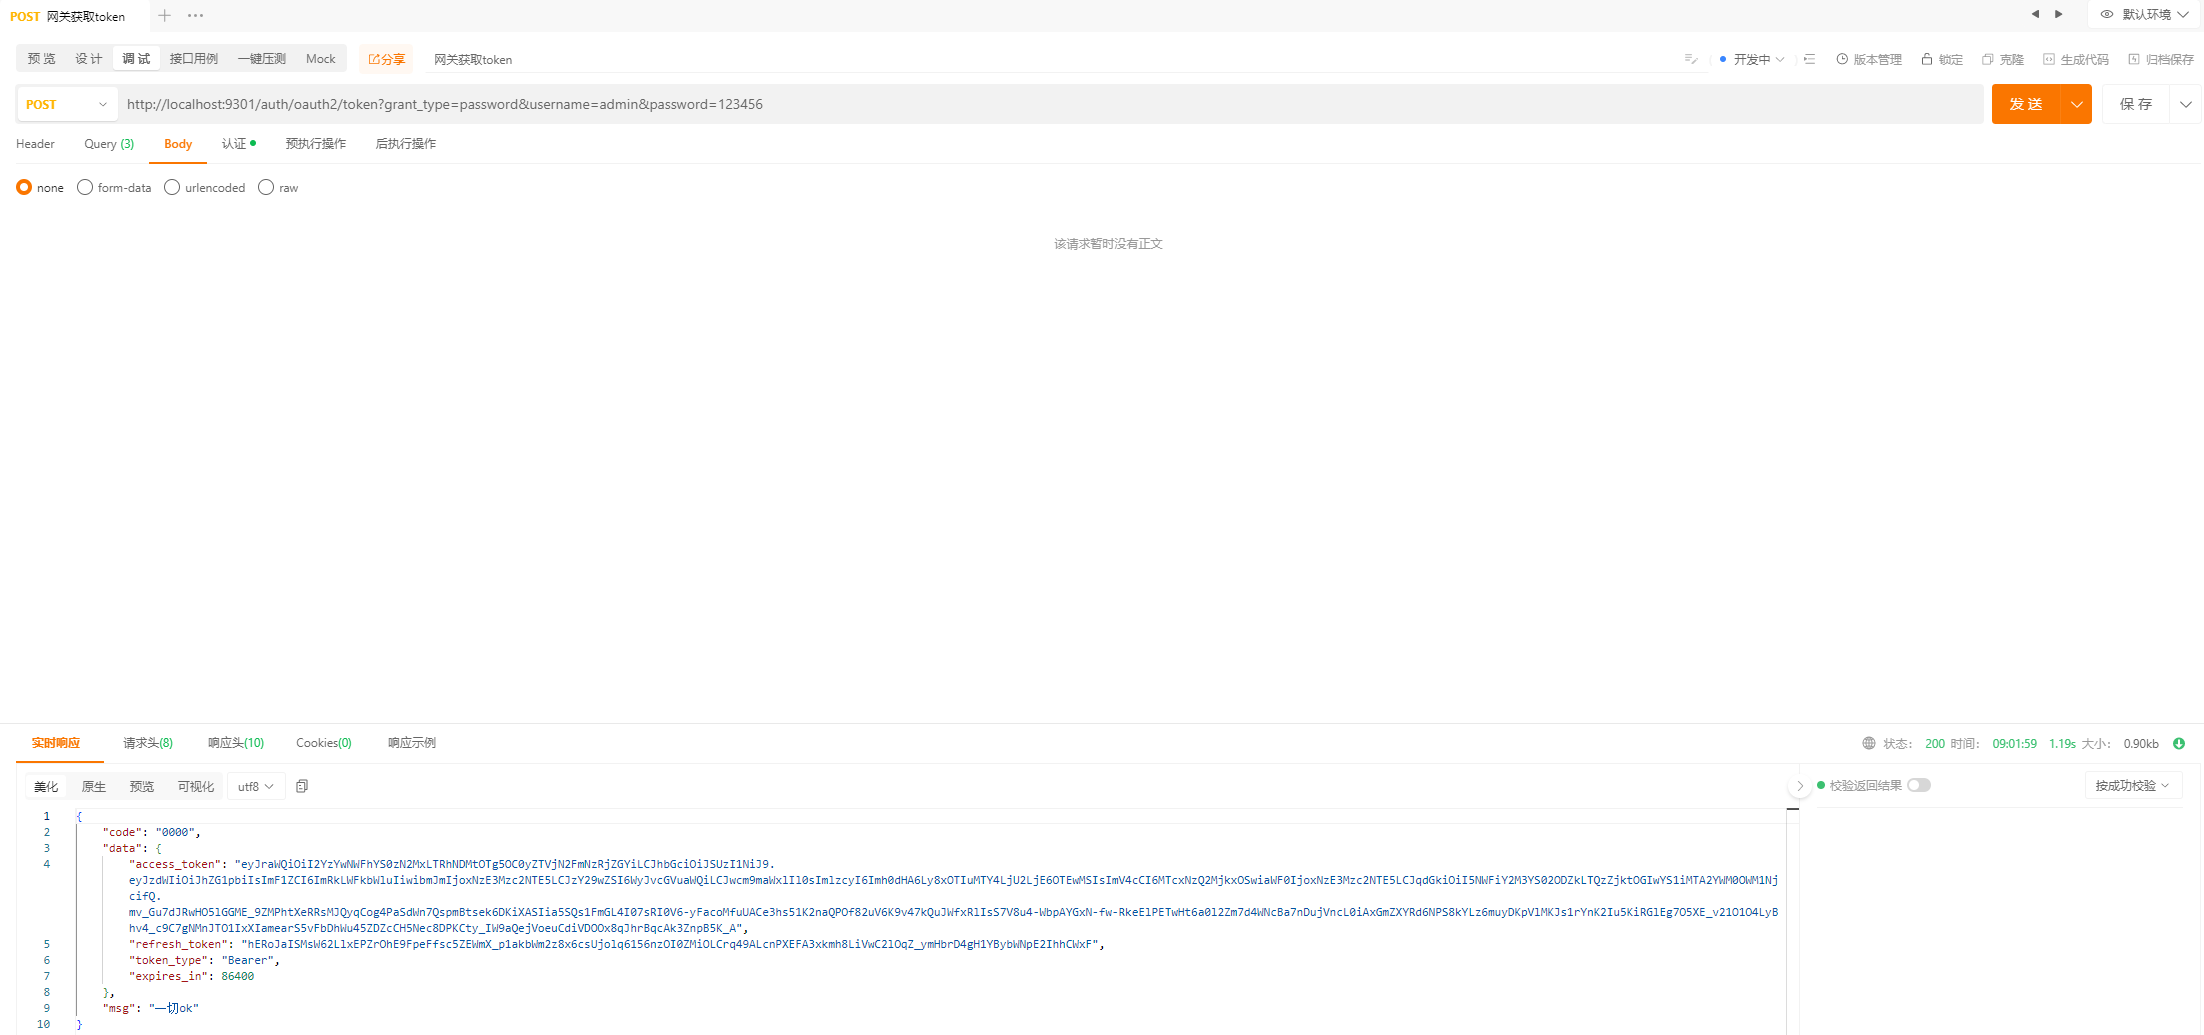 POST 网关获取token
默认环境
预览 设计 调试 接口用例 一键压测 Mock 分享 网关获取token
开发中 版本管理 锁定 克隆 生成代码 归档保存
POST http://localhost:9301/auth/oauth2/token?grant_type=password&username=admin&password=123456 发送 保存
Header Query (3) Body 认证 预执行操作 后执行操作
none form-data urlencoded raw
该请求暂时没有正文
实时响应 请求头(8) 响应头(10) Cookies(0) 响应示例 状态: 200 时间: 09:01:59 1.19s 大小: 0.90kb
美化 原生 预览 可视化 utf8 校验返回结果 按成功校验
1 {
2 "code": "0000",
3 "data": {
4 "access_token": "eyJraWQiOiI2YzYwNWFhYS0zN2MxLTRhNDMtOTg5OC0yZTVjN2FmNzRjZGYiLCJhbGciOiJSUzI1NiJ9.
eyJzdWIiOiJhZG1pbiIsImF1ZCI6ImRkLWFkbWluIiwibmJmIjoxNzE3Mzc2NTE5LCJzY29wZSI6WyJvcGVuaWQiLCJwcm9maWxlIl0sImlzcyI6Imh0dHA6Ly8xOTIuMTY4LjU2LjE6OTEwMSIsImV4cCI6MTcxNzQ2MjkxOSwiaWF0IjoxNzE3Mzc2NTE5LCJqdGkiOiI5NWFiY2M3YS02ODZkLTQzZjktOGIwYS1iMTA2YWM0OWM1Nj
cifQ.
mv_Gu7dJRwHO5lGGME_9ZMPhtXeRRsMJQyqCog4PaSdWn7QspmBtsek6DKiXASIia5SQs1FmGL4I07sRI0V6-yFacoMfuUACe3hs51K2naQPOf82uV6K9v47kQuJWfxRlIsS7V8u4-WbpAYGxN-fw-RkeElPETwHt6a0l2Zm7d4WNcBa7nDujVncL0iAxGmZXYRd6NPS8kYLz6muyDKpVlMKJs1rYnK2Iu5KiRGlEg7O5XE_v21O1O4LyB
hv4_c9C7gNMnJTO1IxXIamearS5vFbDhWu45ZDZcCH5Nec8DPKCty_IW9aQejVoeuCdiVDOOx8qJhrBqcAk3ZnpB5K_A",
5 "refresh_token": "hERoJaISMsW62LlxEPZrOhE9FpeFfsc5ZEWmX_p1akbWm2z8x6csUjolq6156nzOI0ZMiOLCrq49ALcnPXEFA3xkmh8LiVwC2lOqZ_ymHbrD4gH1YBybWNpE2IhhCWxF",
6 "token_type": "Bearer",
7 "expires_in": 86400
8 },
9 "msg": "一切ok"
10 }